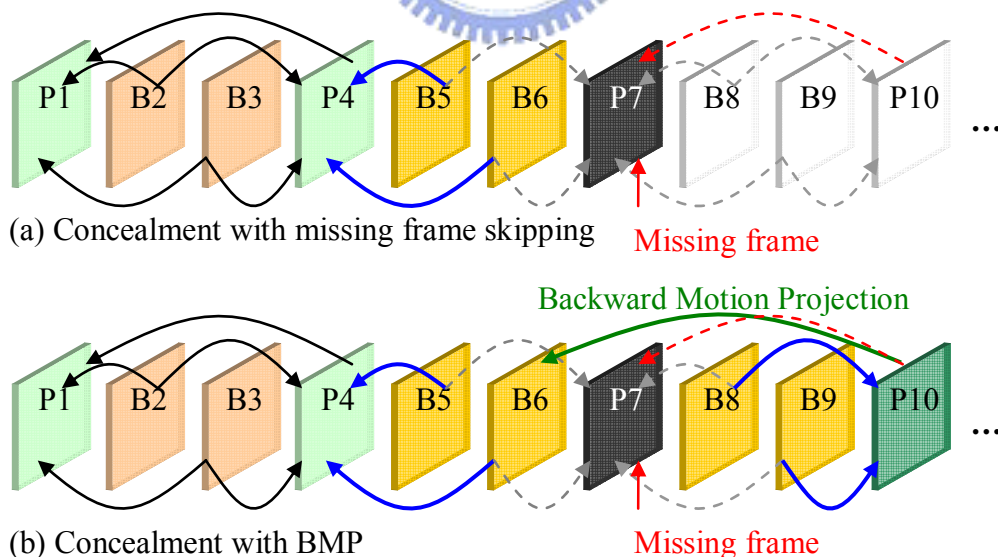 P1 B2 B3 P4 B5 B6 P7 B8 B9 P10 ...
(a) Concealment with missing frame skipping
Missing frame
Backward Motion Projection
P1 B2 B3 P4 B5 B6 P7 B8 B9 P10 ...
(b) Concealment with BMP
Missing frame